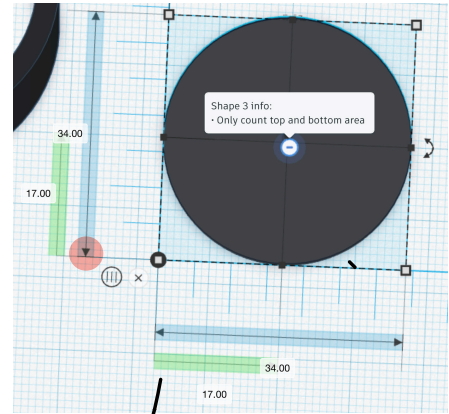 Shape 3 info:
• Only count top and bottom area
34.00
17.00
34.00
17.00